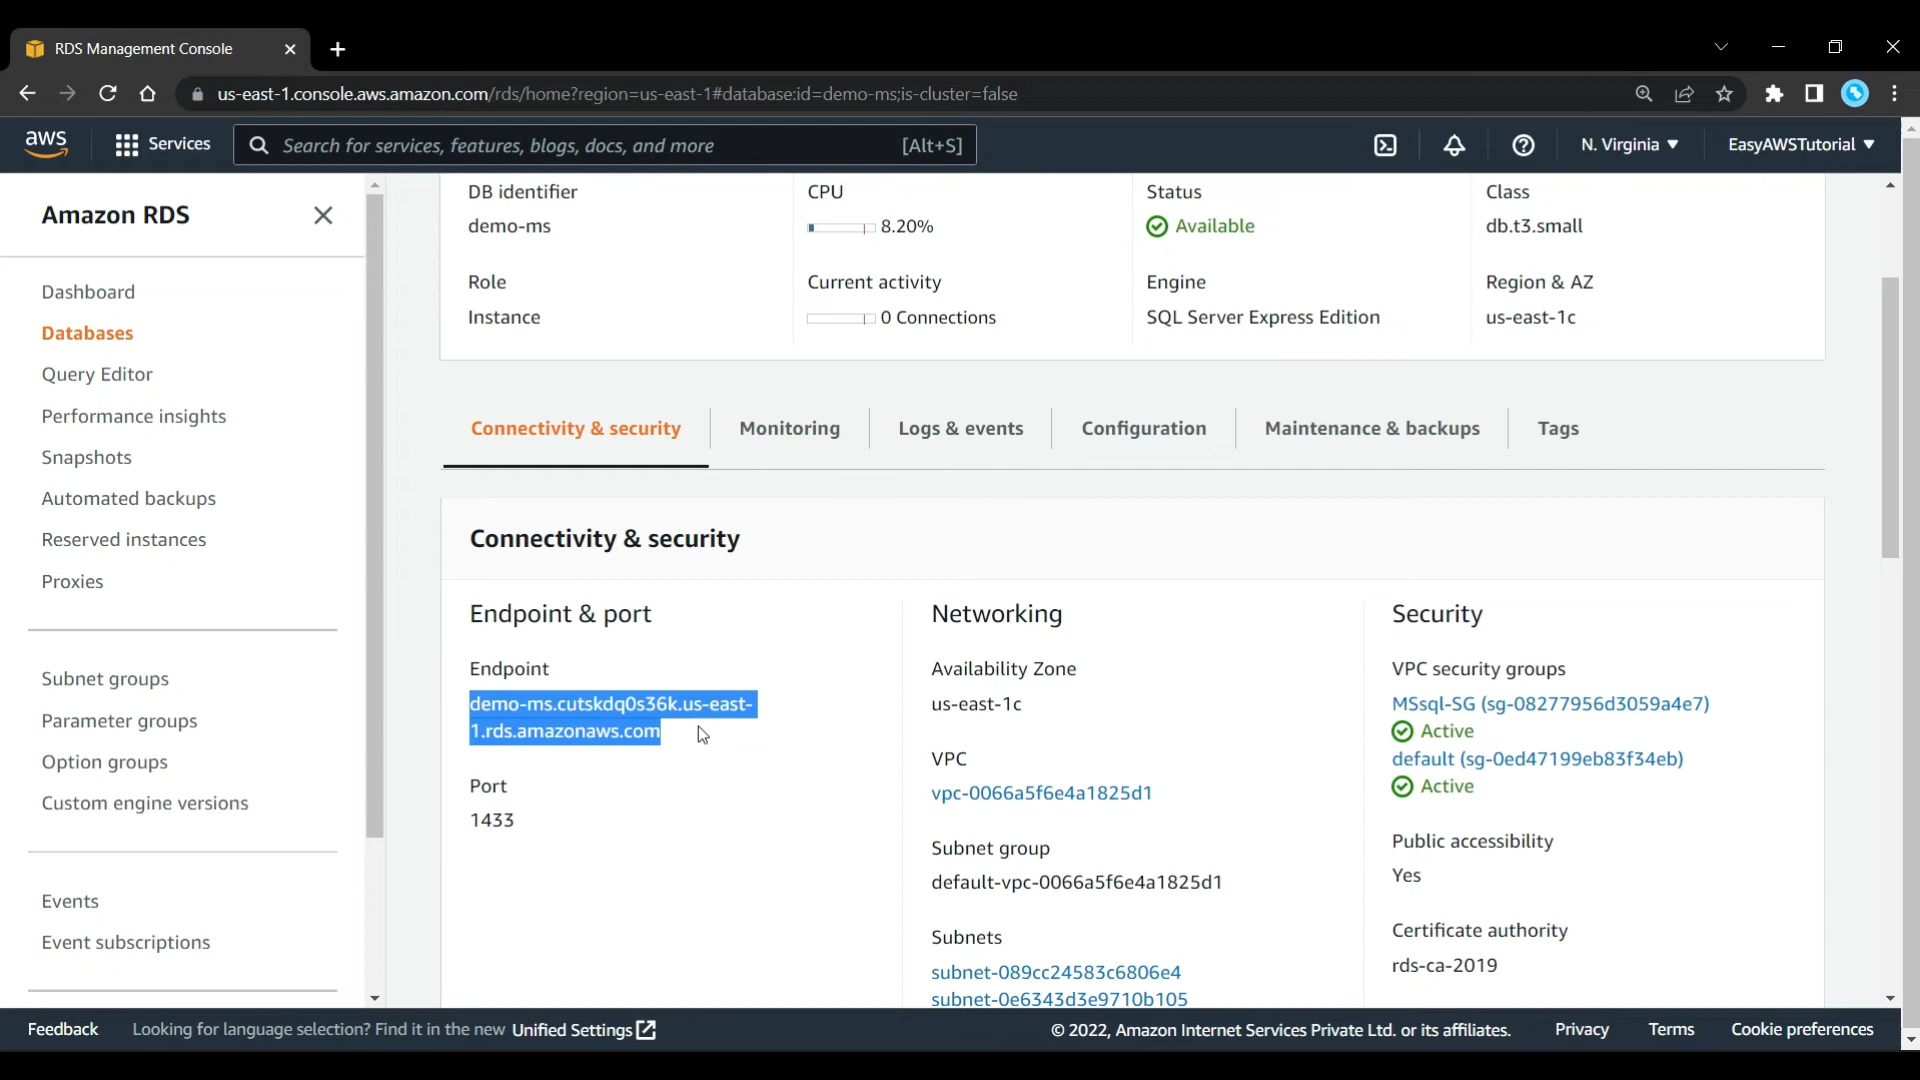 RDS Management Console
us-east-1.console.aws.amazon.com/rds/home?region=us-east-1#database:id=demo-ms;is-cluster=false
aws
Services
Search for services, features, blogs, docs, and more
[Alt+S]
N. Virginia
EasyAWSTutorial
Amazon RDS
Dashboard
Databases
Query Editor
Performance insights
Snapshots
Automated backups
Reserved instances
Proxies
Subnet groups
Parameter groups
Option groups
Custom engine versions
Events
Event subscriptions
DB identifier
demo-ms
CPU
8.20%
Status
Available
Class
db.t3.small
Role
Instance
Current activity
0 Connections
Engine
SQL Server Express Edition
Region & AZ
us-east-1c
Connectivity & security
Monitoring
Logs & events
Configuration
Maintenance & backups
Tags
Connectivity & security
Endpoint & port
Endpoint
demo-ms.cutskdq0s36k.us-east-
1.rds.amazonaws.com
Port
1433
Networking
Availability Zone
us-east-1c
VPC
vpc-0066a5f6e4a1825d1
Subnet group
default-vpc-0066a5f6e4a1825d1
Subnets
subnet-089cc24583c6806e4
subnet-0e6343d3e9710b105
Security
VPC security groups
MSsql-SG (sg-08277956d3059a4e7)
Active
default (sg-0ed47199eb83f34eb)
Active
Public accessibility
Yes
Certificate authority
rds-ca-2019
Feedback
Looking for language selection? Find it in the new Unified Settings
© 2022, Amazon Internet Services Private Ltd. or its affiliates.
Privacy
Terms
Cookie preferences